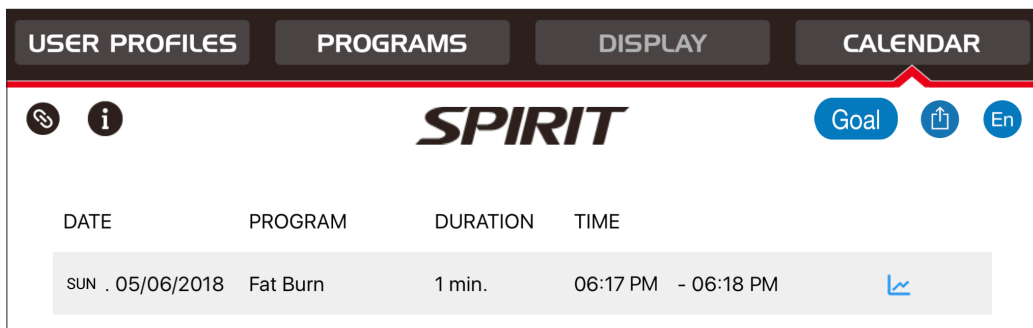 USER PROFILES PROGRAMS DISPLAY CALENDAR
SPIRIT Goal En
DATE PROGRAM DURATION TIME
SUN . 05/06/2018 Fat Burn 1 min. 06:17 PM - 06:18 PM